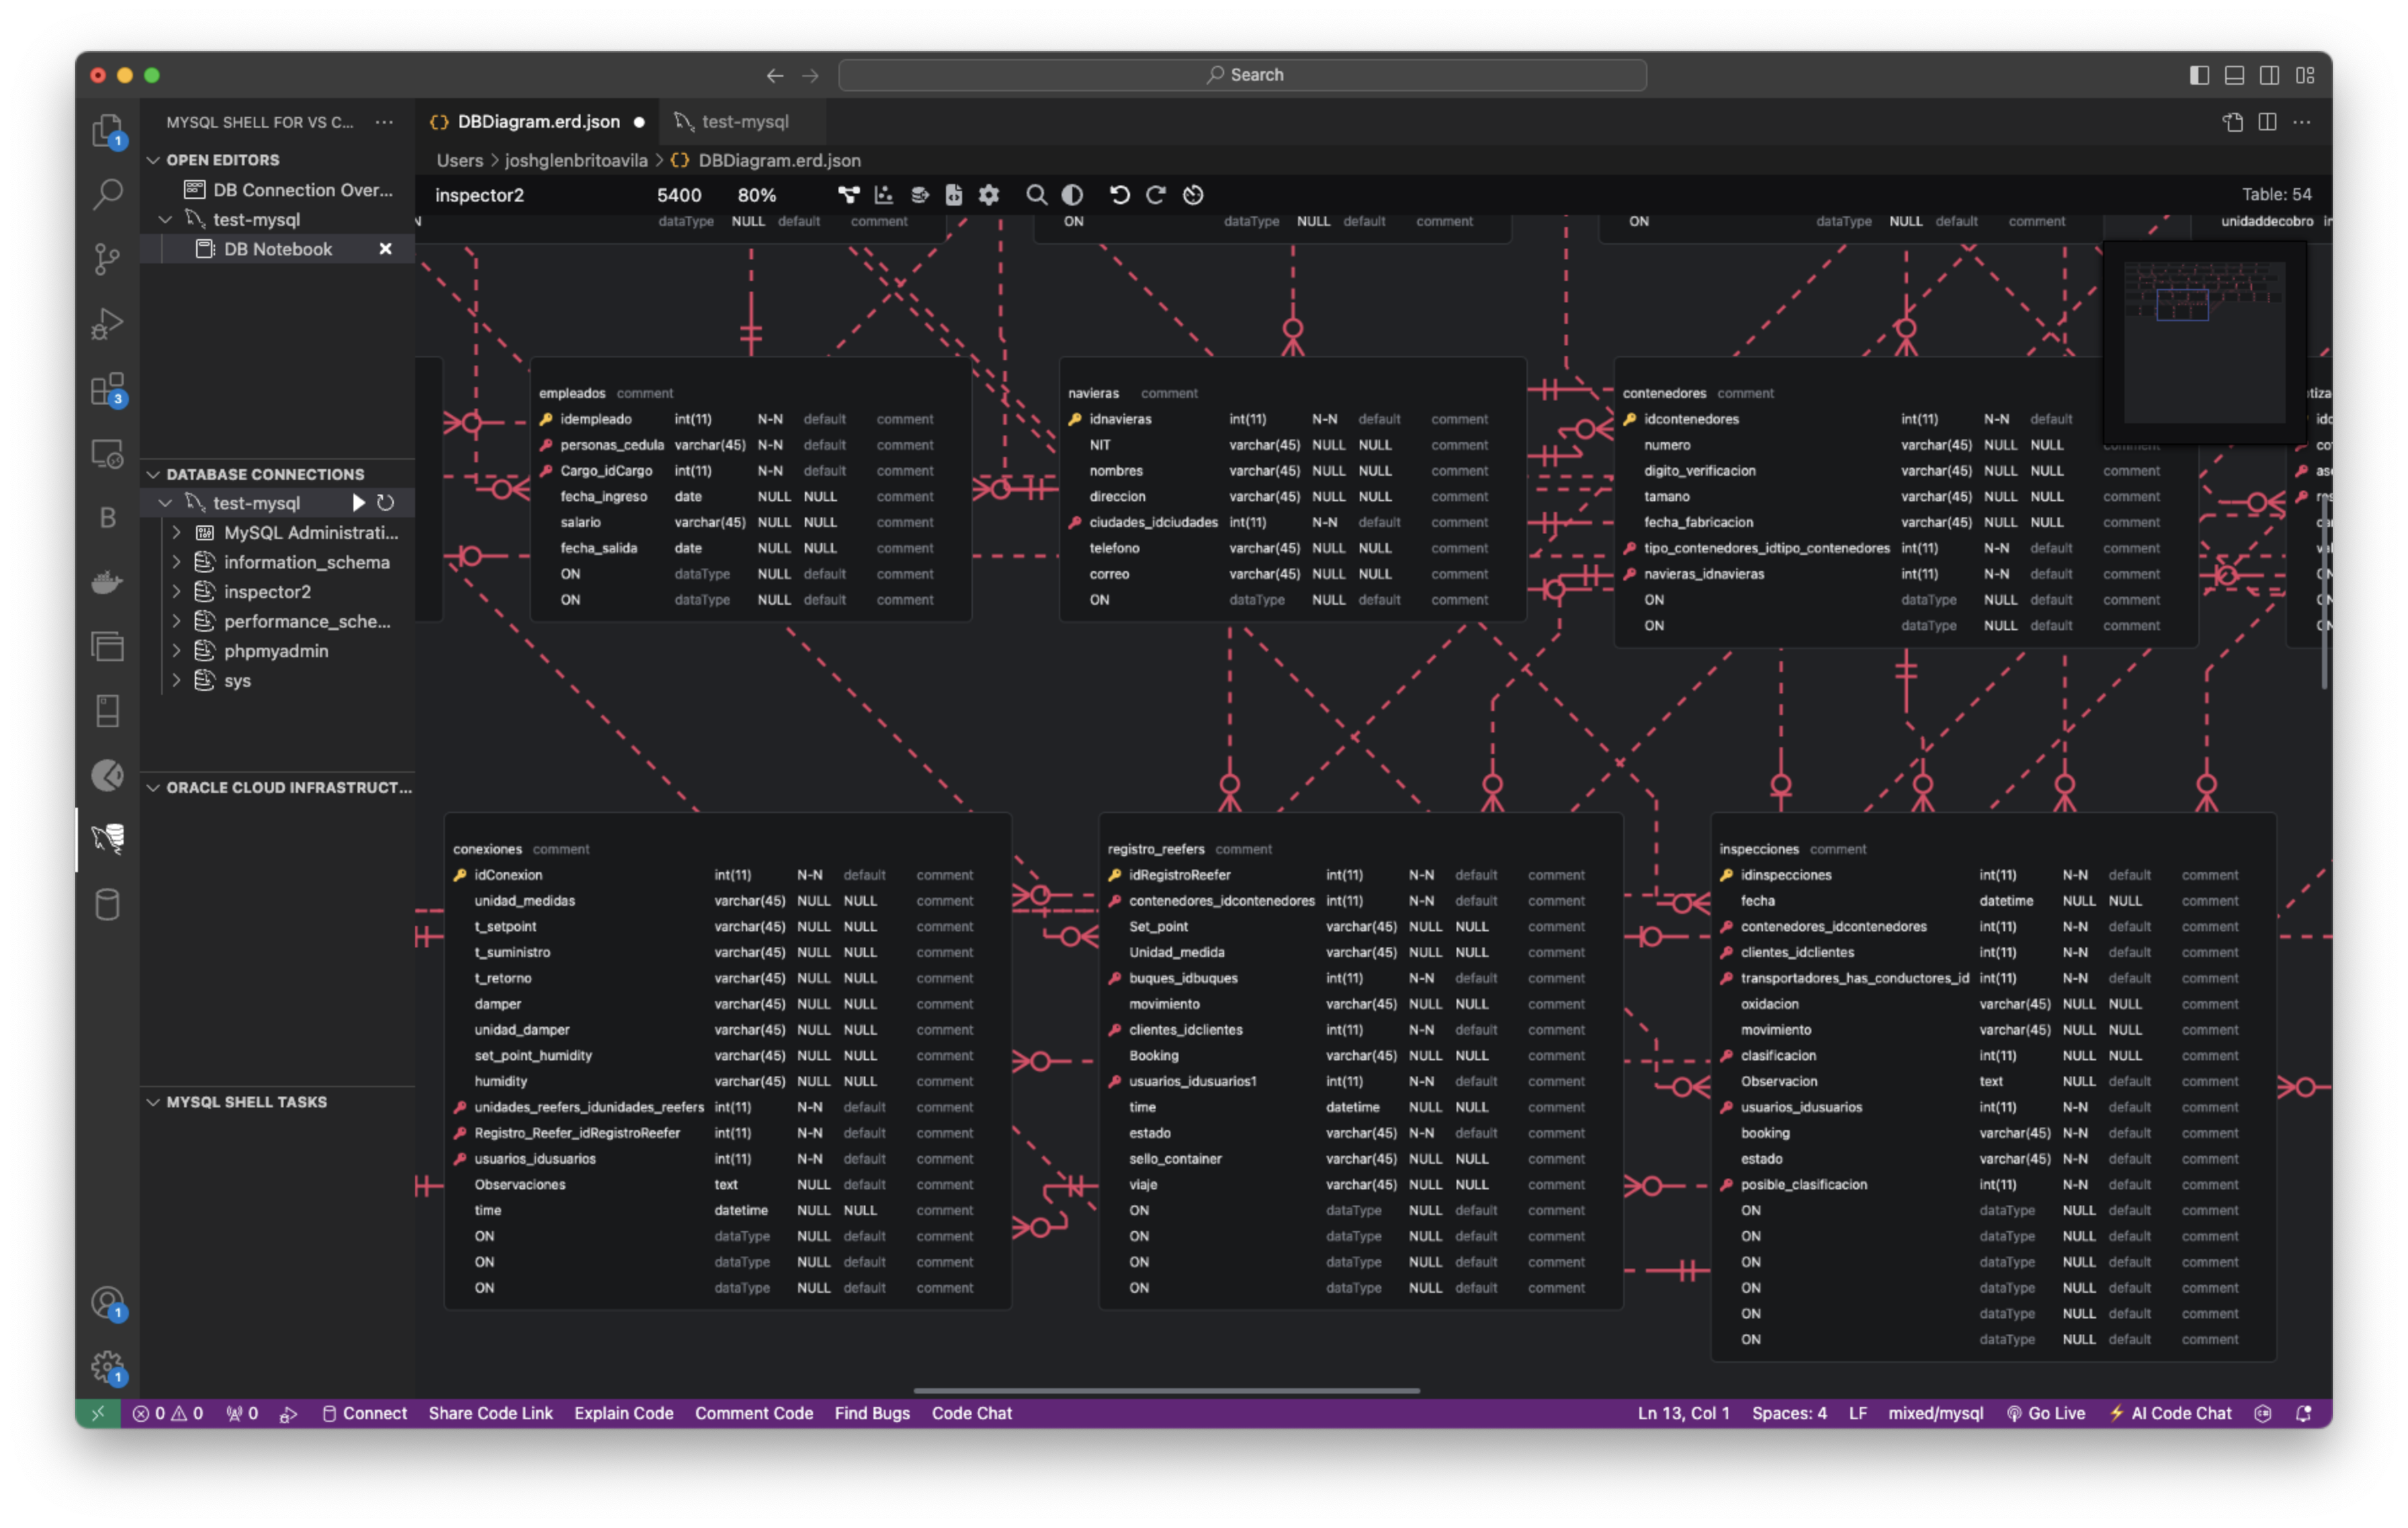 Search
MYSQL SHELL FOR VS C...
OPEN EDITORS
DB Connection Over...
test-mysql
DB Notebook
DATABASE CONNECTIONS
test-mysql
MySQL Administrati...
information_schema
inspector2
performance_sche...
phpmyadmin
sys
ORACLE CLOUD INFRASTRUCT...
MYSQL SHELL TASKS
1
3
1
1
DBDiagram.erd.json
test-mysql
Users > joshglenbritoavila > DBDiagram.erd.json
inspector2 5400 80% Table: 54
dataType NULL default comment
ON dataType NULL default comment
ON dataType NULL default comment
unidaddecobro
empleados comment
idempleado int(11) N-N default comment
personas_cedula varchar(45) N-N default comment
Cargo_idCargo int(11) N-N default comment
fecha_ingreso date NULL NULL comment
salario varchar(45) NULL NULL comment
fecha_salida date NULL NULL comment
ON dataType NULL default comment
ON dataType NULL default comment
navieras comment
idnavieras int(11) N-N default comment
NIT varchar(45) NULL NULL comment
nombres varchar(45) NULL NULL comment
direccion varchar(45) NULL NULL comment
ciudades_idciudades int(11) N-N default comment
telefono varchar(45) NULL NULL comment
correo varchar(45) NULL NULL comment
ON dataType NULL default comment
contenedores comment
idcontenedores int(11) N-N default
numero varchar(45) NULL NULL comment
digito_verificacion varchar(45) NULL NULL comment
tamano varchar(45) NULL NULL comment
fecha_fabricacion varchar(45) NULL NULL comment
tipo_contenedores_idtipo_contenedores int(11) N-N default comment
navieras_idnavieras int(11) N-N default comment
ON dataType NULL default comment
ON dataType NULL default comment
conexiones comment
idConexion int(11) N-N default comment
unidad_medidas varchar(45) NULL NULL comment
t_setpoint varchar(45) NULL NULL comment
t_suministro varchar(45) NULL NULL comment
t_retorno varchar(45) NULL NULL comment
damper varchar(45) NULL NULL comment
unidad_damper varchar(45) NULL NULL comment
set_point_humidity varchar(45) NULL NULL comment
humidity varchar(45) NULL NULL comment
unidades_reefers_idunidades_reefers int(11) N-N default comment
Registro_Reefer_idRegistroReefer int(11) N-N default comment
usuarios_idusuarios int(11) N-N default comment
Observaciones text NULL default comment
time datetime NULL NULL comment
ON dataType NULL default comment
ON dataType NULL default comment
ON dataType NULL default comment
registro_reefers comment
idRegistroReefer int(11) N-N default comment
contenedores_idcontenedores int(11) N-N default comment
Set_point varchar(45) NULL NULL comment
Unidad_medida varchar(45) NULL NULL comment
buques_idbuques int(11) N-N default comment
movimiento varchar(45) NULL NULL comment
clientes_idclientes int(11) N-N default comment
Booking varchar(45) NULL NULL comment
usuarios_idusuarios1 int(11) N-N default comment
time datetime NULL NULL comment
estado varchar(45) N-N default comment
sello_container varchar(45) NULL NULL comment
viaje varchar(45) NULL NULL comment
ON dataType NULL default comment
ON dataType NULL default comment
ON dataType NULL default comment
ON dataType NULL default comment
inspecciones comment
idinspecciones int(11) N-N default comment
fecha datetime NULL NULL comment
contenedores_idcontenedores int(11) N-N default comment
clientes_idclientes int(11) N-N default comment
transportadores_has_conductores_id int(11) N-N default comment
oxidacion varchar(45) NULL NULL comment
movimiento varchar(45) NULL NULL comment
clasificacion int(11) NULL NULL comment
Observacion text NULL default comment
usuarios_idusuarios int(11) N-N default comment
booking varchar(45) N-N default comment
estado varchar(45) N-N default comment
posible_clasificacion int(11) N-N default comment
ON dataType NULL default comment
ON dataType NULL default comment
ON dataType NULL default comment
ON dataType NULL default comment
ON dataType NULL default comment
ON dataType NULL default comment
0 0 0 Connect Share Code Link Explain Code Comment Code Find Bugs Code Chat Ln 13, Col 1 Spaces: 4 LF mixed/mysql Go Live AI Code Chat